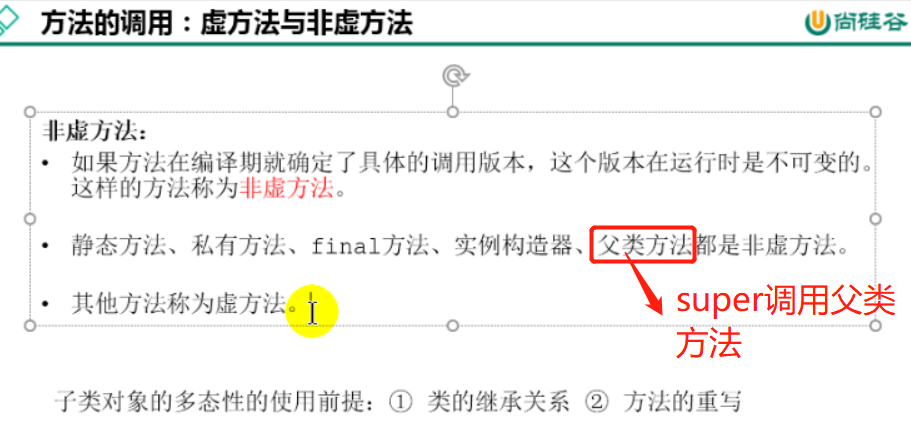 方法的调用：虚方法与非虚方法
尚硅谷
非虚方法：
• 如果方法在编译期就确定了具体的调用版本，这个版本在运行时是不可变的。
这样的方法称为非虚方法。
• 静态方法、私有方法、final方法、实例构造器、父类方法都是非虚方法。
• 其他方法称为虚方法。
super调用父类
方法
子类对象的多态性的使用前提：① 类的继承关系 ② 方法的重写